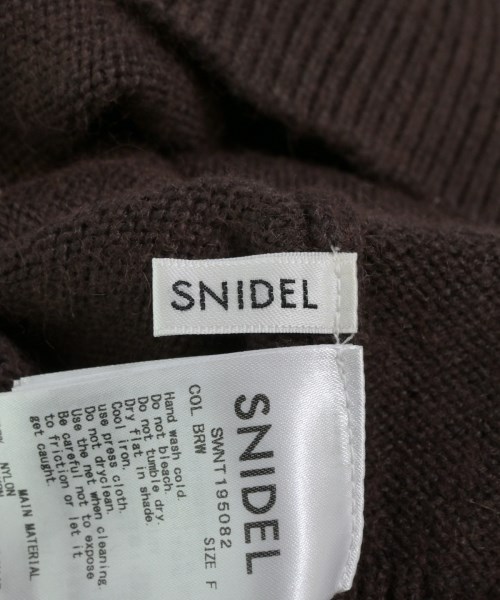 SNIDEL
SNIDEL
SWNT195082
COL BRW SIZE F
Hand wash cold.
Do not bleach.
Do not tumble dry.
Dry flat in shade.
Cool iron.
use press cloth.
Do not dryclean.
Use the net when cleaning.
Be careful not to expose
to friction or let it
get caught.
MAIN MATERIAL
NYLON